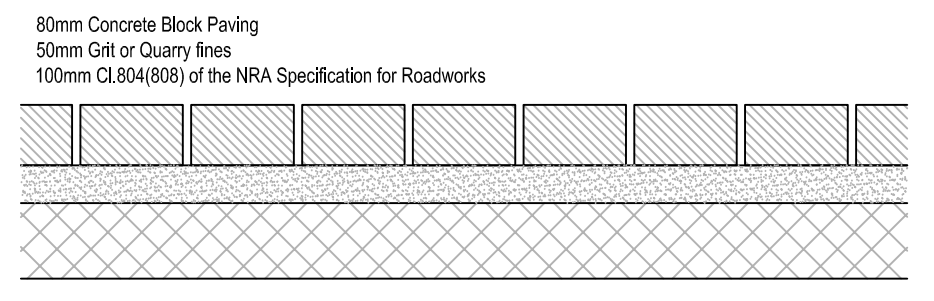 80mm Concrete Block Paving
50mm Grit or Quarry fines
100mm Cl.804(808) of the NRA Specification for Roadworks